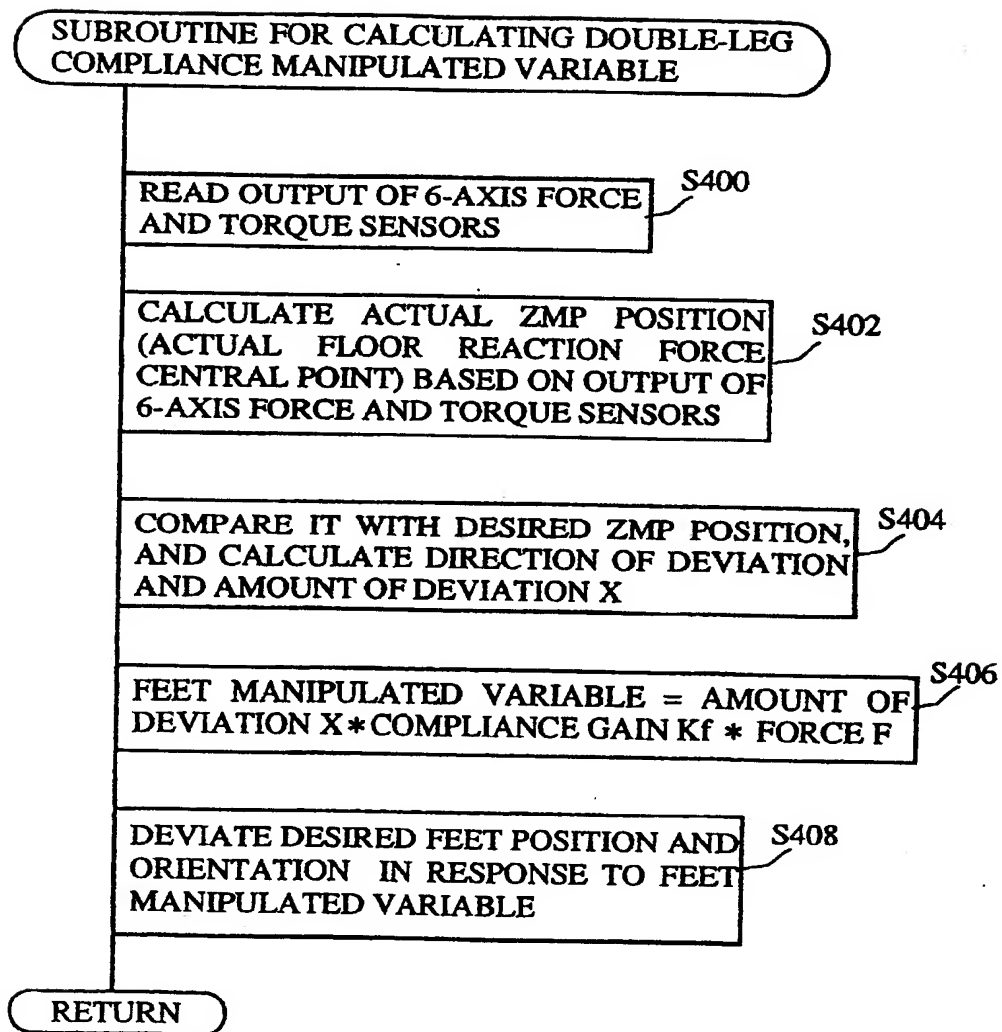 SUBROUTINE FOR CALCULATING DOUBLE-LEG
COMPLIANCE MANIPULATED VARIABLE
S400
READ OUTPUT OF 6-AXIS FORCE
AND TORQUE SENSORS
S402
CALCULATE ACTUAL ZMP POSITION
(ACTUAL FLOOR REACTION FORCE
CENTRAL POINT) BASED ON OUTPUT OF
6-AXIS FORCE AND TORQUE SENSORS
S404
COMPARE IT WITH DESIRED ZMP POSITION,
AND CALCULATE DIRECTION OF DEVIATION
AND AMOUNT OF DEVIATION X
S406
FEET MANIPULATED VARIABLE = AMOUNT OF
DEVIATION X * COMPLIANCE GAIN Kf * FORCE F
S408
DEVIATE DESIRED FEET POSITION AND
ORIENTATION IN RESPONSE TO FEET
MANIPULATED VARIABLE
RETURN